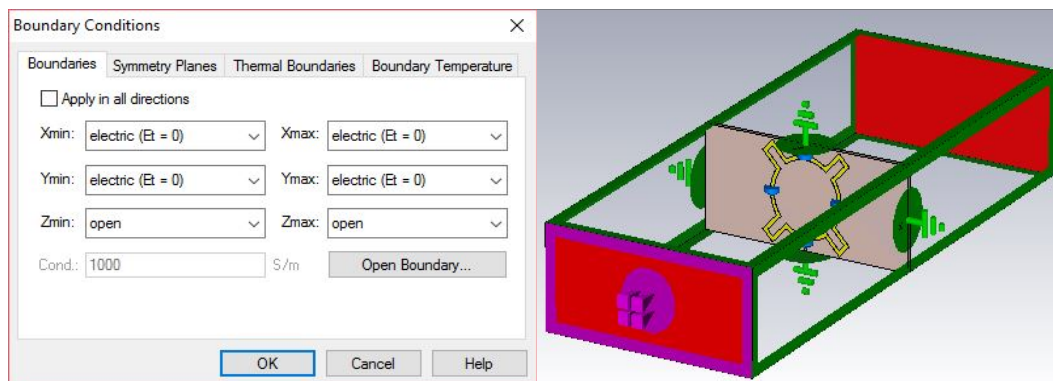 Boundary Conditions
Boundaries Symmetry Planes Thermal Boundaries Boundary Temperature
Apply in all directions
Xmin: electric (Et = 0) Xmax: electric (Et = 0)
Ymin: electric (Et = 0) Ymax: electric (Et = 0)
Zmin: open Zmax: open
Cond.: 1000 S/m Open Boundary...
OK Cancel Help